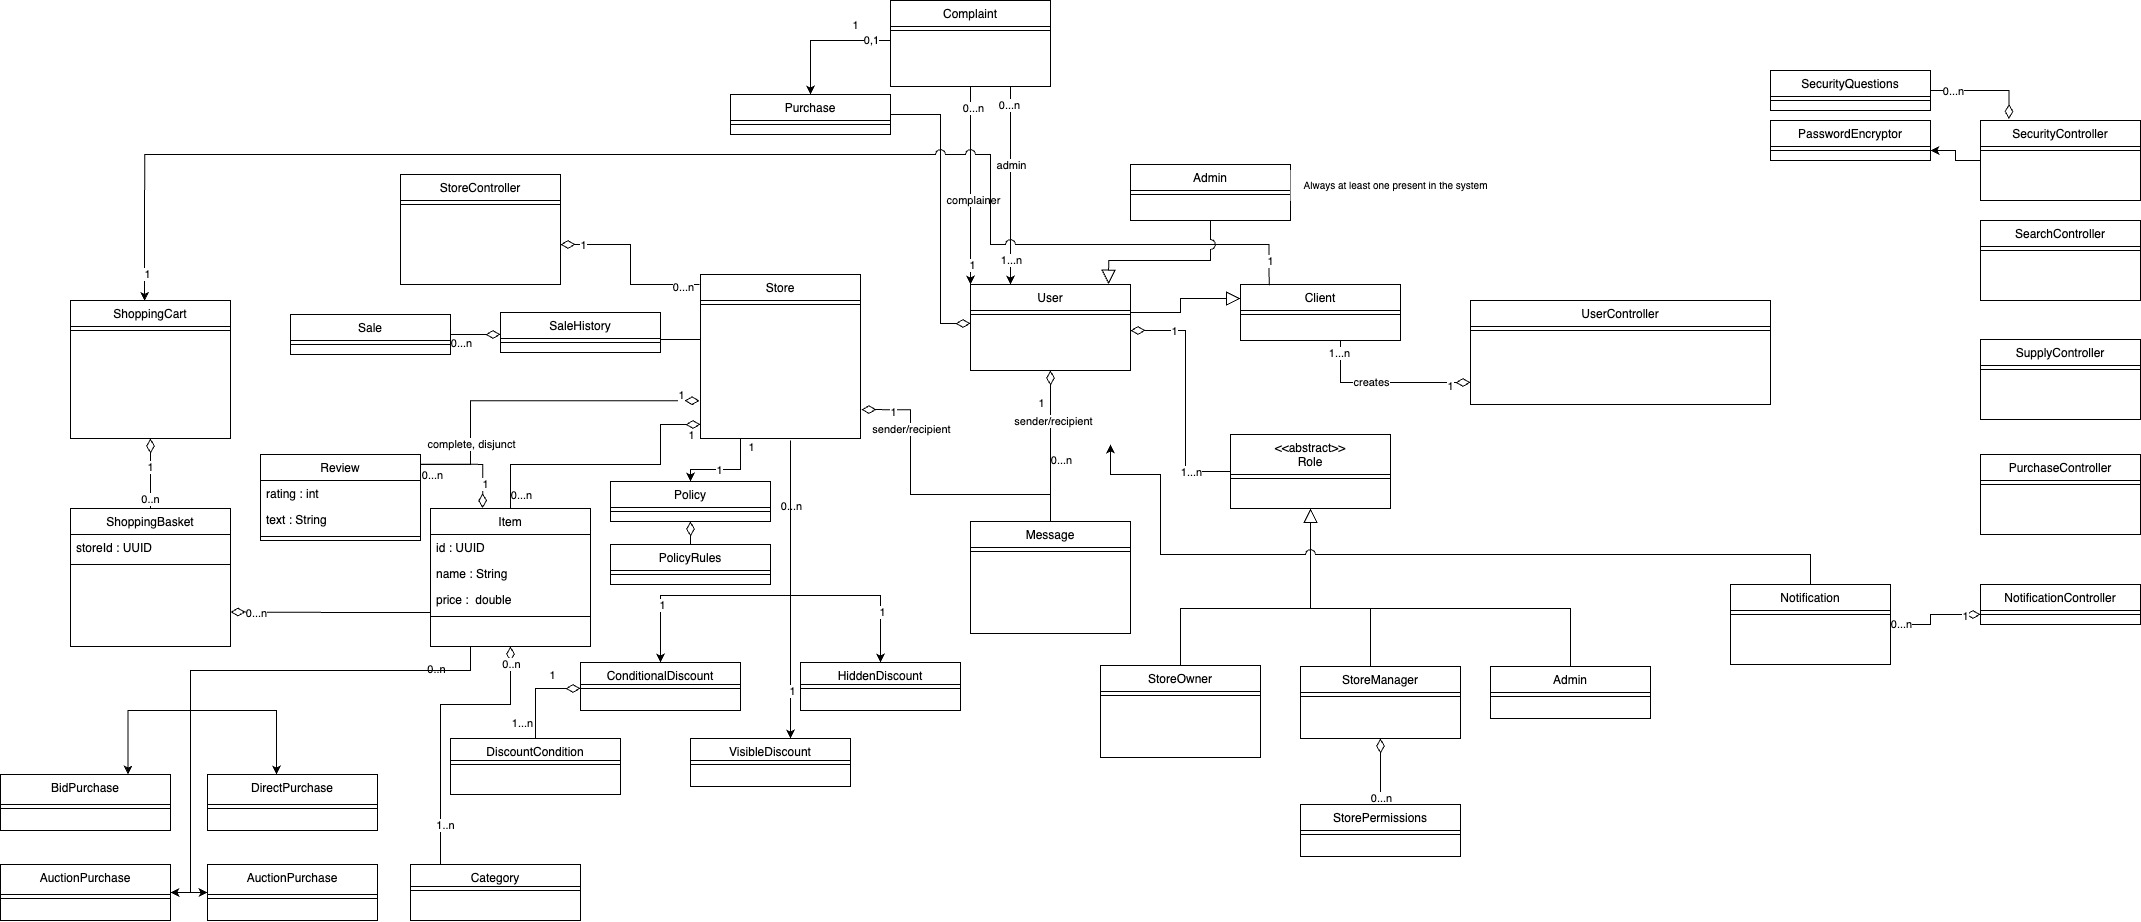 Complaint
1
0,1
Purchase
0...n
0...n
SecurityQuestions
0...n
PasswordEncryptor
SecurityController
admin
Admin
Always at least one present in the system
StoreController
complainer
1
SearchController
1
1
1...n
1
0...n
Store
User
Client
ShoppingCart
Sale
SaleHistory
0...n
UserController
1
1...n
SupplyController
creates
1
1
1
sender/recipient
1
1
sender/recipient
complete, disjunct
1
<<abstract>>
Role
Review
rating : int
text : String
0...n
1
1
0...n
1...n
PurchaseController
1
0..n
0...n
Policy
0...n
ShoppingBasket
storeId : UUID
Item
id : UUID
name : String
price :  double
Message
PolicyRules
0...n
1
1
Notification
0...n
1
NotificationController
0..n
0..n
1
ConditionalDiscount
1
HiddenDiscount
StoreOwner
StoreManager
Admin
1...n
DiscountCondition
VisibleDiscount
BidPurchase
DirectPurchase
0...n
StorePermissions
1..n
AuctionPurchase
AuctionPurchase
Category